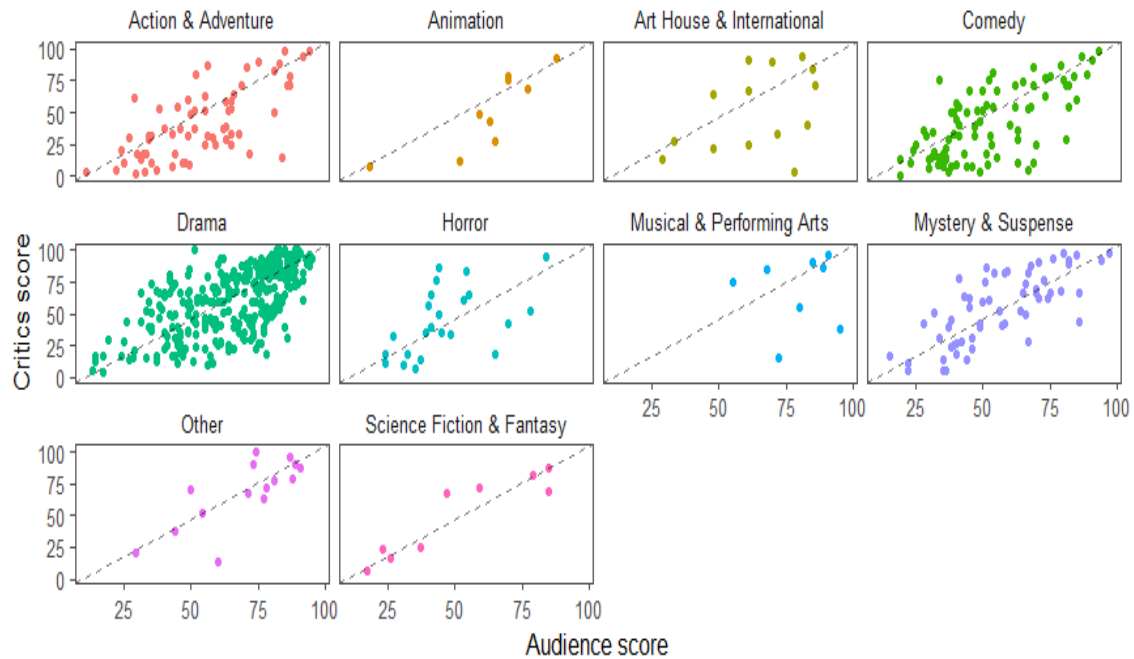 Action & Adventure
Animation
Art House & International
Comedy
100
75
50
25
0
Drama
Horror
Musical & Performing Arts
Mystery & Suspense
100
75
50
25
0
25 50 75 100
25 50 75 100
Other
Science Fiction & Fantasy
100
75
50
25
0
25 50 75 100
25 50 75 100
Critics score
Audience score